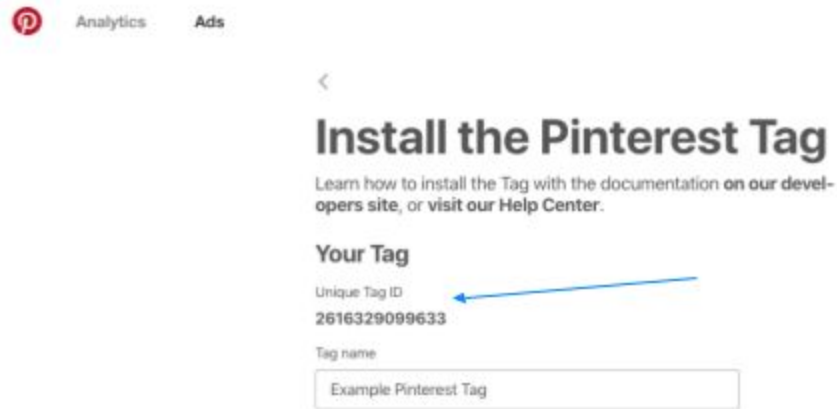 Analytics Ads
Install the Pinterest Tag
Learn how to install the Tag with the documentation on our devel-
opers site, or visit our Help Center.
Your Tag
Unique Tag ID
2616329099633
Tag name
Example Pinterest Tag